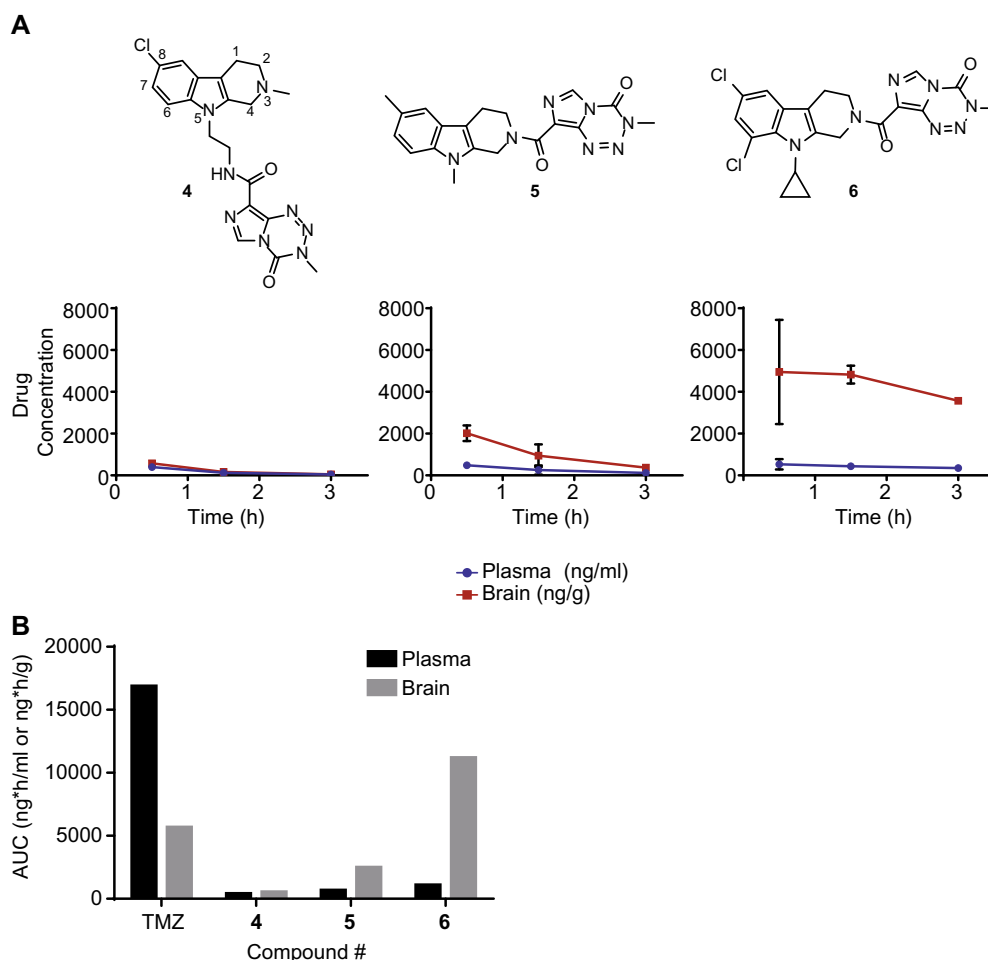 A
Cl
8
1
2
7
N
3
6
N
5
4
HN
O
4
N
N
N
N
N
O
N
N
O
N
N
O
N
N=N
5
Cl
Cl
N
N
O
N
N
O
N
N=N
6
Drug
Concentration
8000
6000
4000
2000
0
0 1 2 3
Time (h)
8000
6000
4000
2000
0
0 1 2 3
Time (h)
8000
6000
4000
2000
0
1 2 3
Time (h)
Plasma (ng/ml)
Brain (ng/g)
B
AUC (ng*h/ml or ng*h/g)
20000
15000
10000
5000
0
Plasma
Brain
TMZ 4 5 6
Compound #